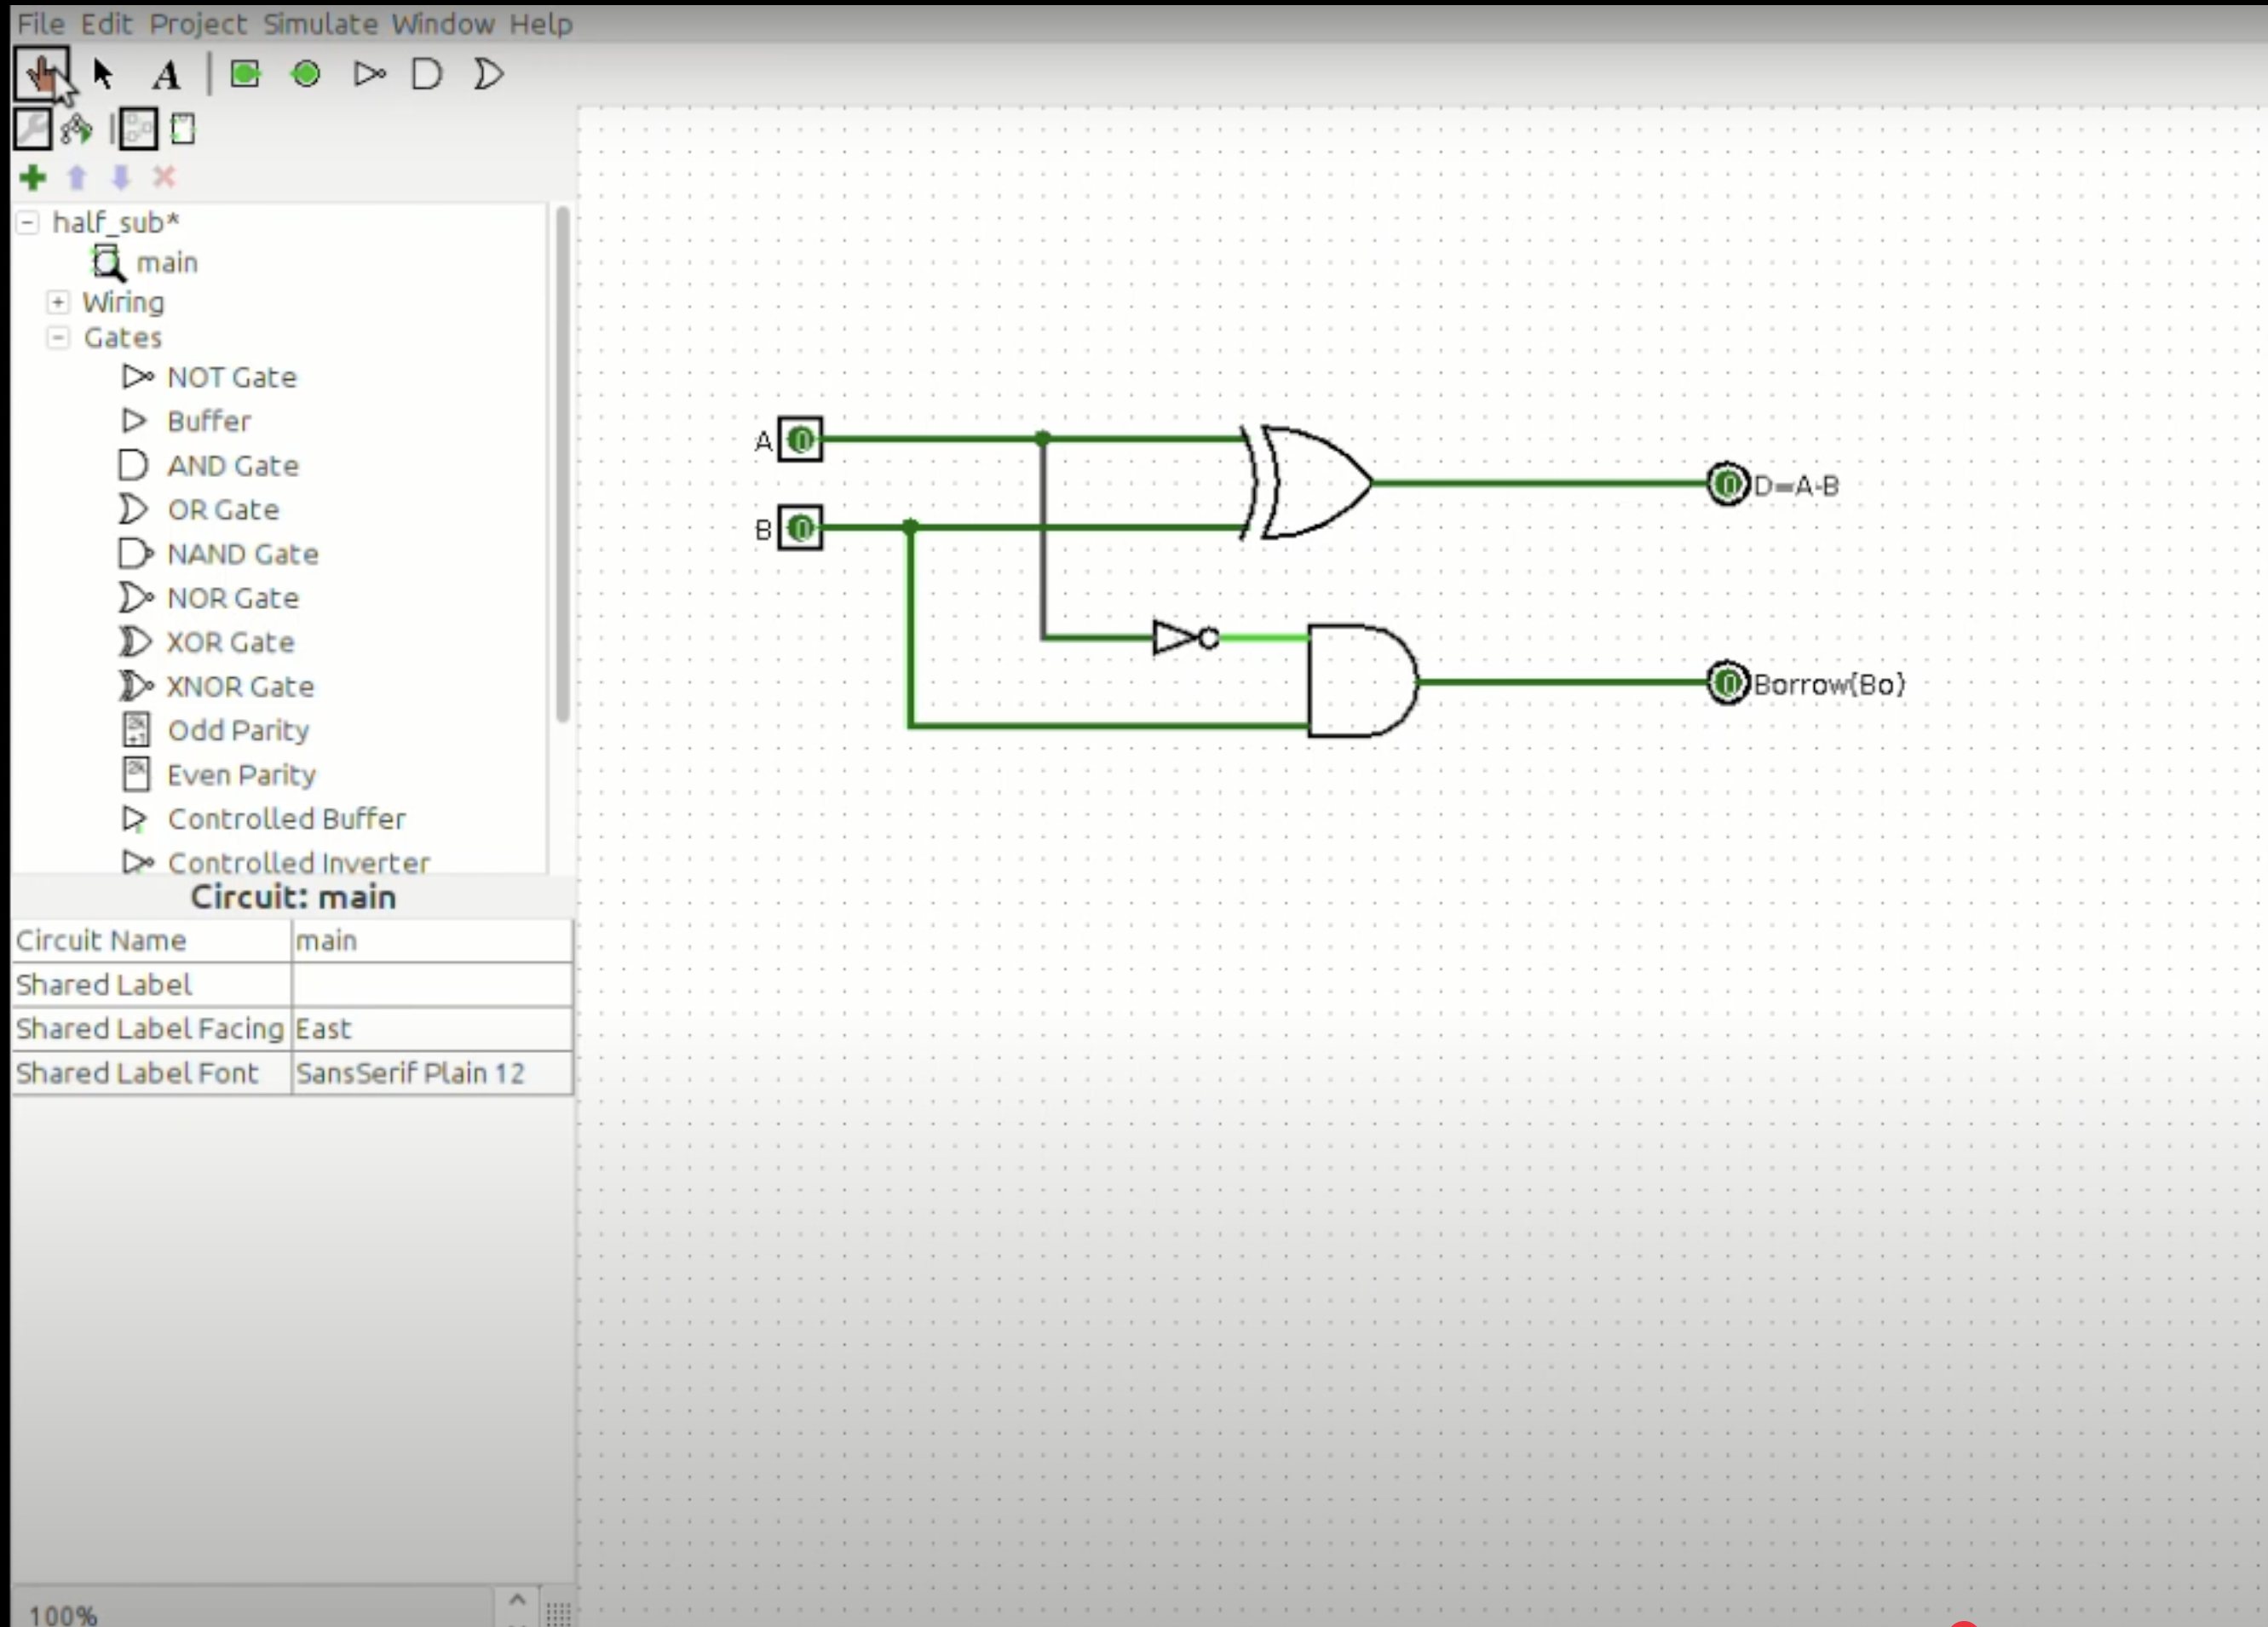 File Edit Project Simulate Window Help
A
half_sub*
main
Wiring
Gates
NOT Gate
Buffer
AND Gate
OR Gate
NAND Gate
NOR Gate
XOR Gate
XNOR Gate
2k
+1
Odd Parity
2k
Even Parity
Controlled Buffer
Controlled Inverter
Circuit: main
Circuit Name main
Shared Label
Shared Label Facing East
Shared Label Font SansSerif Plain 12
100%
A 0
B 0
0 D=A-B
0 Borrow(Bo)